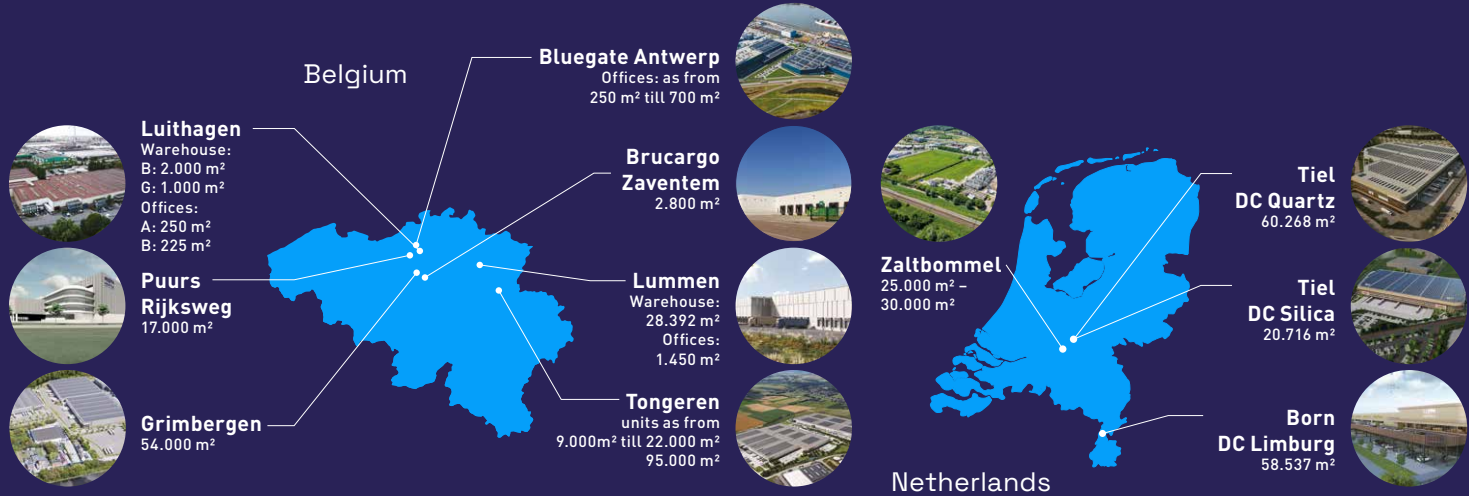 Belgium
Luithagen
Warehouse:
B: 2.000 m²
G: 1.000 m²
Offices:
A: 250 m²
B: 225 m²
Puurs
Rijksweg
17.000 m²
Grimbergen
54.000 m²
Bluegate Antwerp
Offices: as from
250 m² till 700 m²
Brucargo
Zaventem
2.800 m²
Lummen
Warehouse:
28.392 m²
Offices:
1.450 m²
Tongeren
units as from
9.000m² till 22.000 m²
95.000 m²
Zaltbommel
25.000 m² –
30.000 m²
Tiel
DC Quartz
60.268 m²
Tiel
DC Silica
20.716 m²
Born
DC Limburg
58.537 m²
Netherlands